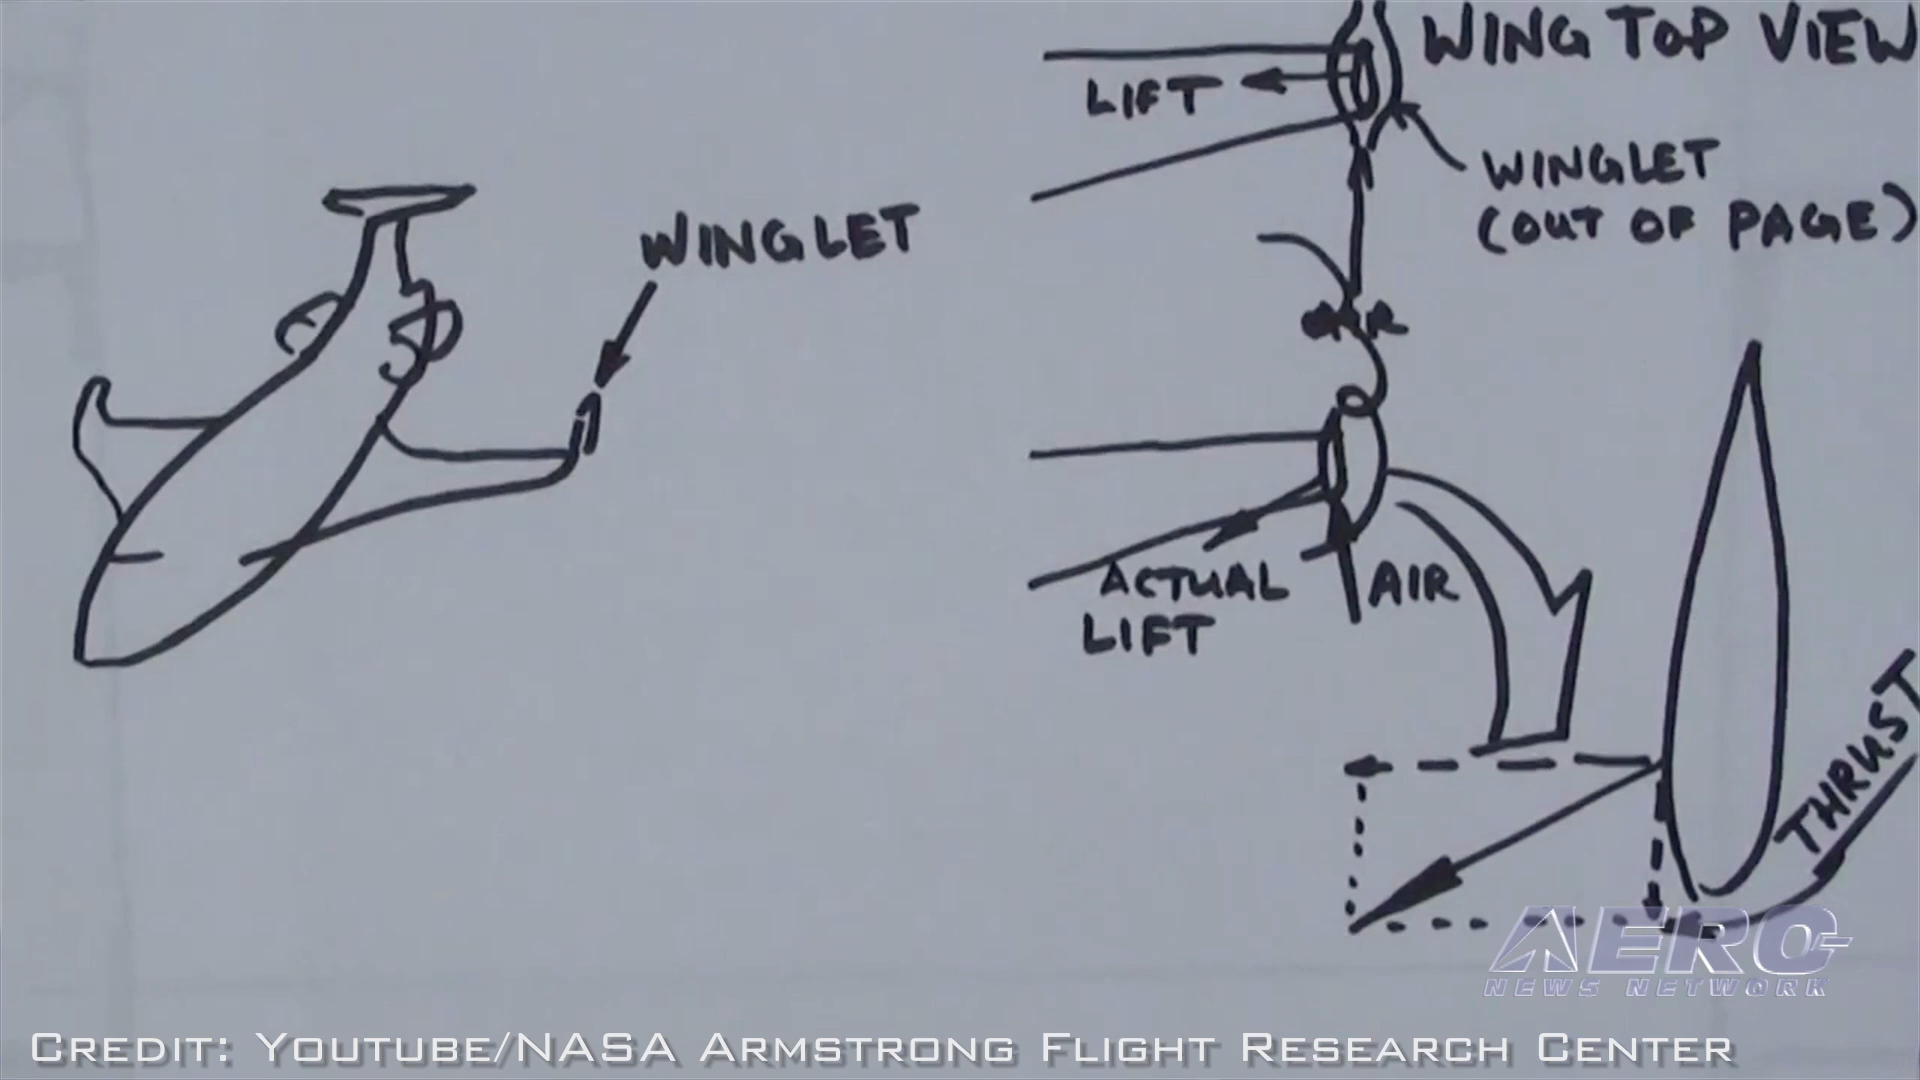 WING TOP VIEW
LIFT
WINGLET
(OUT OF PAGE)
WINGLET
AIR
ACTUAL
LIFT
AIR
THRUST
AERO
NEWS NETWORK
CREDIT: YOUTUBE/NASA ARMSTRONG FLIGHT RESEARCH CENTER